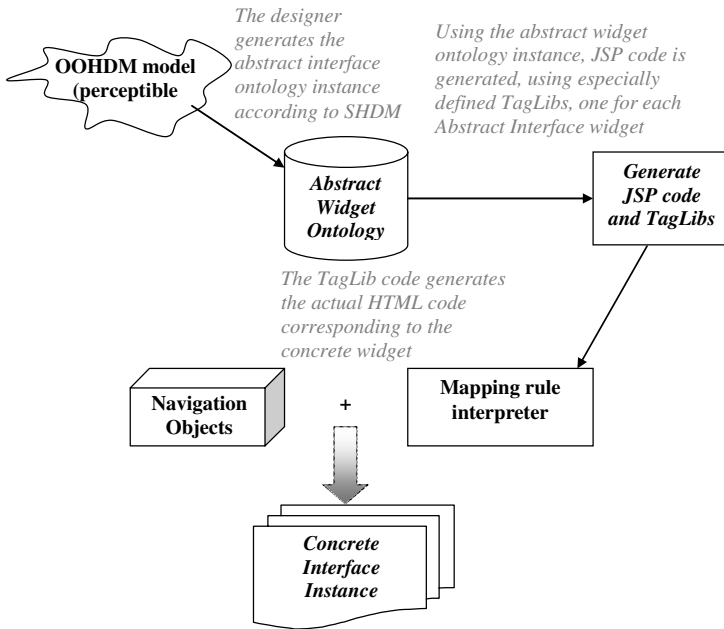 The designer
generates the
abstract interface
ontology instance
according to SHDM
Using the abstract widget
ontology instance, JSP code is
generated, using especially
defined TagLibs, one for each
Abstract Interface widget
OOHDM model
(perceptible
Abstract
Widget
Ontology
Generate
JSP code
and TagLibs
The TagLib code generates
the actual HTML code
corresponding to the
concrete widget
Navigation
Objects
+
Mapping rule
interpreter
Concrete
Interface
Instance